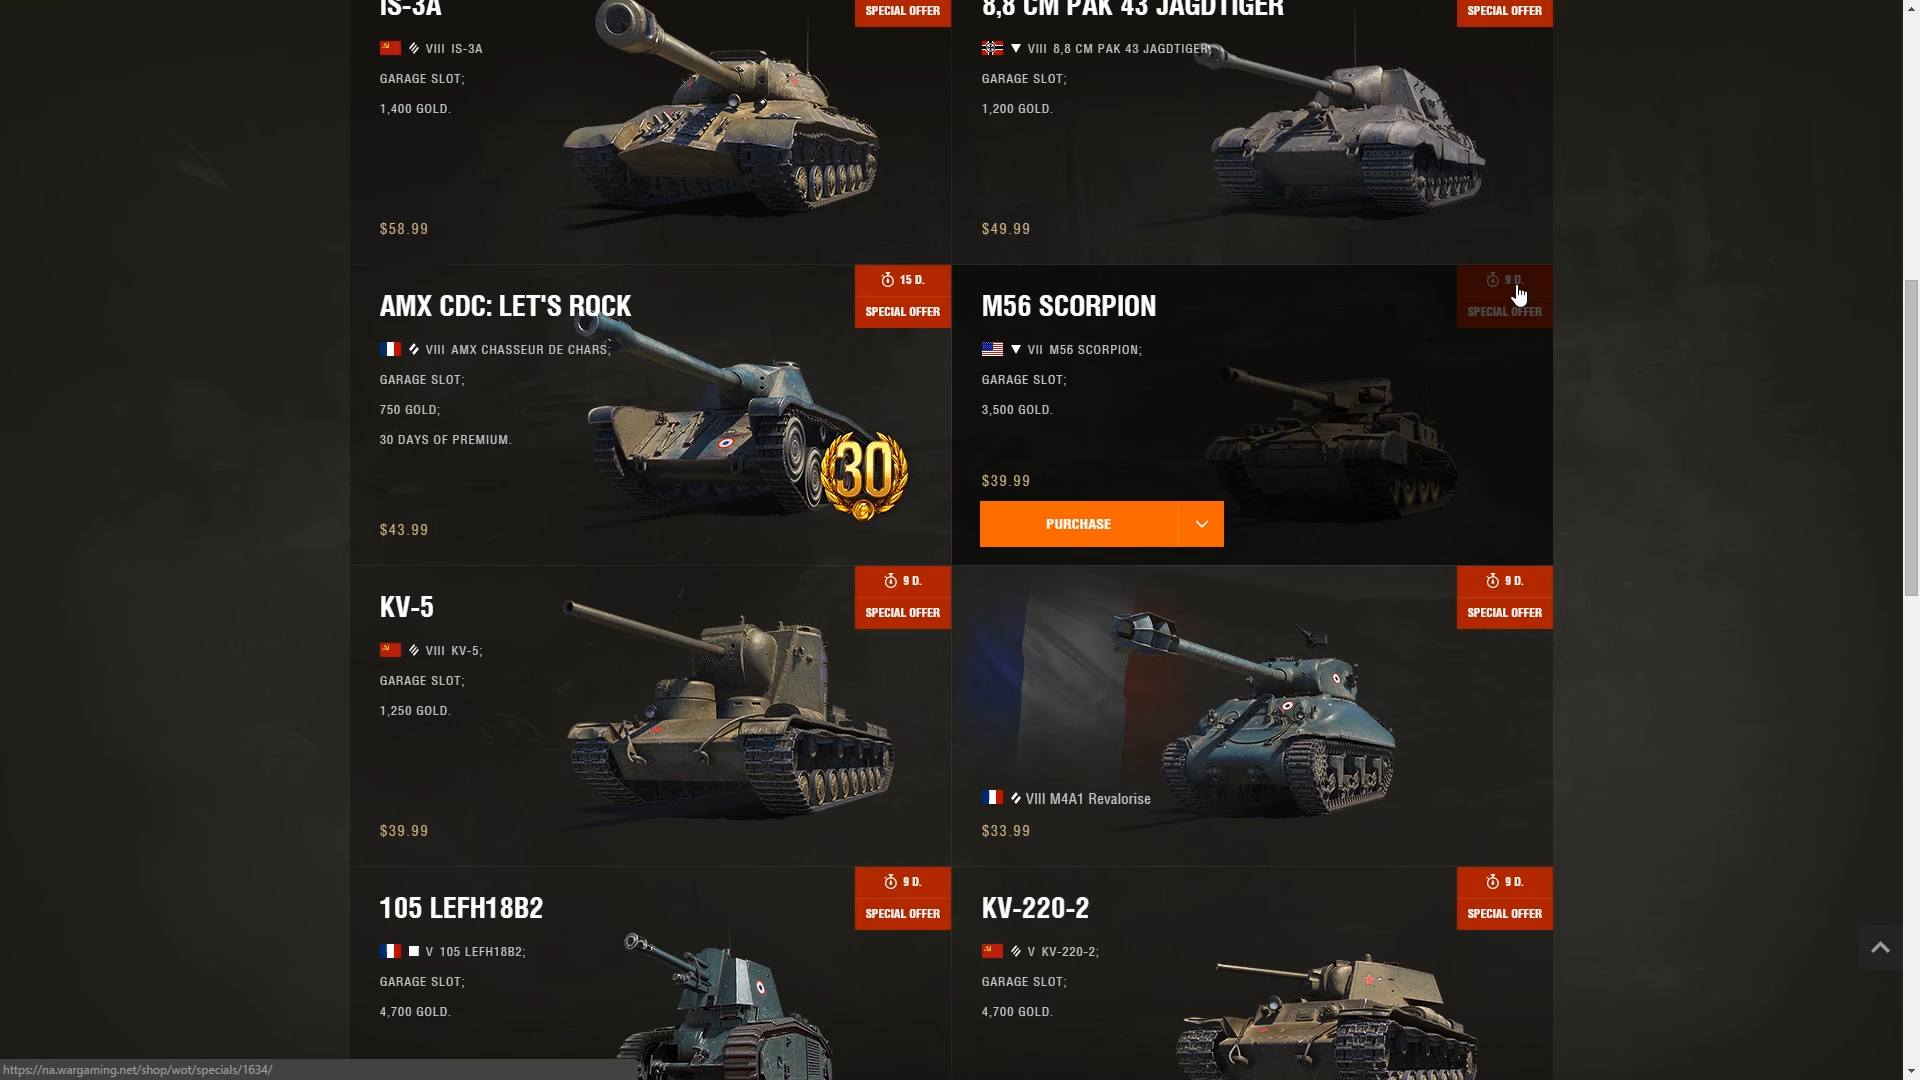 IS-3A
SPECIAL OFFER
VIII IS-3A
GARAGE SLOT;
1,400 GOLD.
$58.99
8,8 CM PAK 43 JAGDTIGER
SPECIAL OFFER
VIII 8,8 CM PAK 43 JAGDTIGER;
GARAGE SLOT;
1,200 GOLD.
$49.99
15 D.
SPECIAL OFFER
AMX CDC: LET'S ROCK
VIII AMX CHASSEUR DE CHARS;
GARAGE SLOT;
750 GOLD;
30 DAYS OF PREMIUM.
30
$43.99
9 D.
SPECIAL OFFER
M56 SCORPION
VII M56 SCORPION;
GARAGE SLOT;
3,500 GOLD.
$39.99
PURCHASE
9 D.
SPECIAL OFFER
KV-5
VIII KV-5;
GARAGE SLOT;
1,250 GOLD.
$39.99
9 D.
SPECIAL OFFER
VIII M4A1 Revalorise
$33.99
9 D.
SPECIAL OFFER
105 LEFH18B2
V 105 LEFH18B2;
GARAGE SLOT;
4,700 GOLD.
9 D.
SPECIAL OFFER
KV-220-2
V KV-220-2;
GARAGE SLOT;
4,700 GOLD.
https://na.wargaming.net/shop/wot/specials/1634/